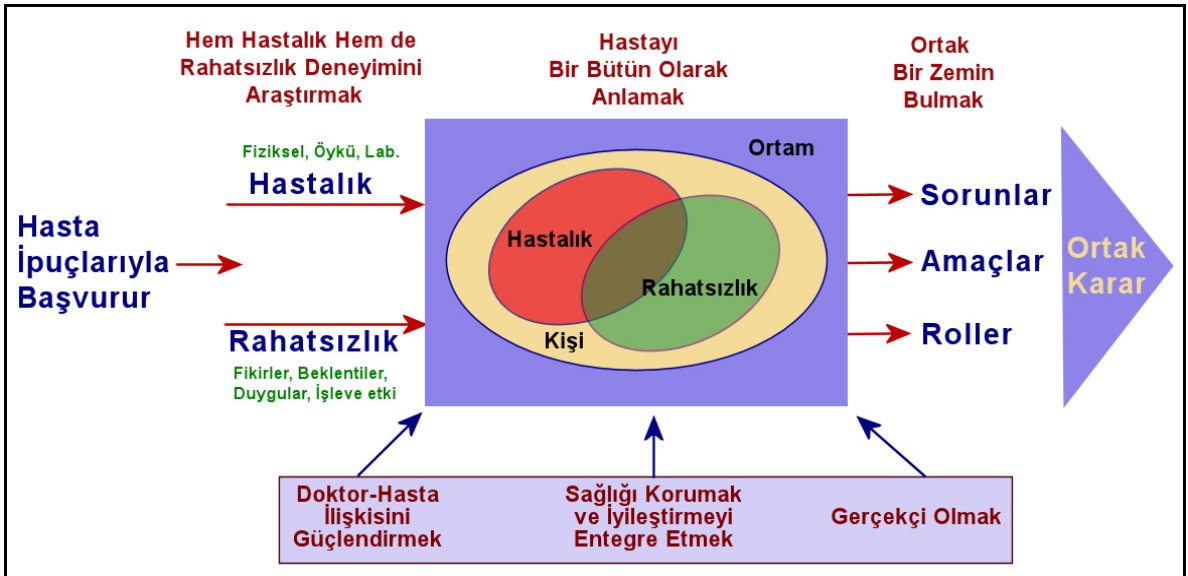 Hem Hastalık Hem de
Rahatsızlık Deneyimini
Araştırmak
Hastayı
Bir Bütün Olarak
Anlamak
Ortak
Bir Zemin
Bulmak
Fiziksel, Öykü, Lab.
Hastalık
Hasta
İpuçlarıyla
Başvurur
Rahatsızlık
Fikirler, Beklentiler,
Duygular, İşleve etki
Ortam
Hastalık
Rahatsızlık
Kişi
Sorunlar
Amaçlar
Roller
Ortak
Karar
Doktor-Hasta
İlişkisini
Güçlendirmek
Sağlığı Korumak
ve İyileştirmeyi
Entegre Etmek
Gerçekçi Olmak